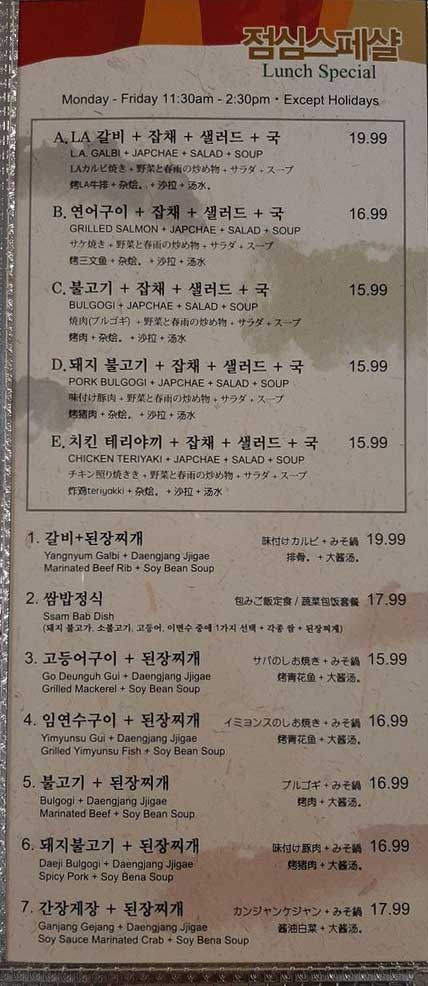 점심스페샬
Lunch Special
Monday - Friday 11:30am - 2:30pm • Except Holidays
A. LA 갈비 + 잡채 + 샐러드 + 국 19.99
L.A. GALBI + JAPCHAE + SALAD + SOUP
LAカルビ焼き + 野菜と春雨の炒め物 + サラダ + スープ
烤LA牛排 + 杂烩。 + 沙拉 + 汤水。
B. 연어구이 + 잡채 + 샐러드 + 국 16.99
GRILLED SALMON + JAPCHAE + SALAD + SOUP
サケ焼き + 野菜と春雨の炒め物 + サラダ + スープ
烤三文鱼 + 杂烩。 + 沙拉 + 汤水
C. 불고기 + 잡채 + 샐러드 + 국 15.99
BULGOGI + JAPCHAE + SALAD + SOUP
焼肉(プルゴギ) + 野菜と春雨の炒め物 + サラダ + スープ
烤肉 + 杂烩。 + 沙拉 + 汤水
D. 돼지 불고기 + 잡채 + 샐러드 + 국 15.99
PORK BULGOGI + JAPCHAE + SALAD + SOUP
味付け豚肉 + 野菜と春雨の炒め物 + サラダ + スープ
烤猪肉 + 杂烩。 + 沙拉 + 汤水
E. 치킨 테리야끼 + 잡채 + 샐러드 + 국 15.99
CHICKEN TERIYAKI + JAPCHAE + SALAD + SOUP
チキン照り焼きき + 野菜と春雨の炒め物 + サラダ + スープ
炸鸡teriyakki + 杂烩。 + 沙拉 + 汤水
1. 갈비+된장찌개 味付けカルビ + みそ鍋 19.99
Yangnyum Galbi + Daengjang Jjigae 排骨。 + 大酱汤。
Marinated Beef Rib + Soy Bean Soup
2. 쌈밥정식 包みご飯定食 / 蔬菜包饭套餐 17.99
Ssam Bab Dish
(돼지 불고기, 소불고기, 고등어, 이면수 중에 1가지 선택 + 각종 쌈 + 된장찌게)
3. 고등어구이 + 된장찌개 サバのしお焼き + みそ鍋 15.99
Go Deunguh Gui + Daengjang Jjigae 烤青花鱼 + 大酱汤。
Grilled Mackerel + Soy Bean Soup
4. 임연수구이 + 된장찌개 イミョンスのしお焼き + みそ鍋 16.99
Yimyunsu Gui + Daengjang Jjigae 烤青花鱼 + 大酱汤。
Grilled Yimyunsu Fish + Soy Bean Soup
5. 불고기 + 된장찌개 プルゴギ + みそ鍋 16.99
Bulgogi + Daengjang Jjigae 烤肉 + 大酱汤。
Marinated Beef + Soy Bean Soup
6. 돼지불고기 + 된장찌개 味付け豚肉 + みそ鍋 16.99
Daeji Bulgogi + Daengjang Jjigae 烤猪肉 + 大酱汤。
Spicy Pork + Soy Bena Soup
7. 간장게장 + 된장찌개 カンジャンケジャン + みそ鍋 17.99
Ganjang Gejang + Daengjang Jjigae 酱油白菜 + 大酱汤。
Soy Sauce Marinated Crab + Soy Bena Soup